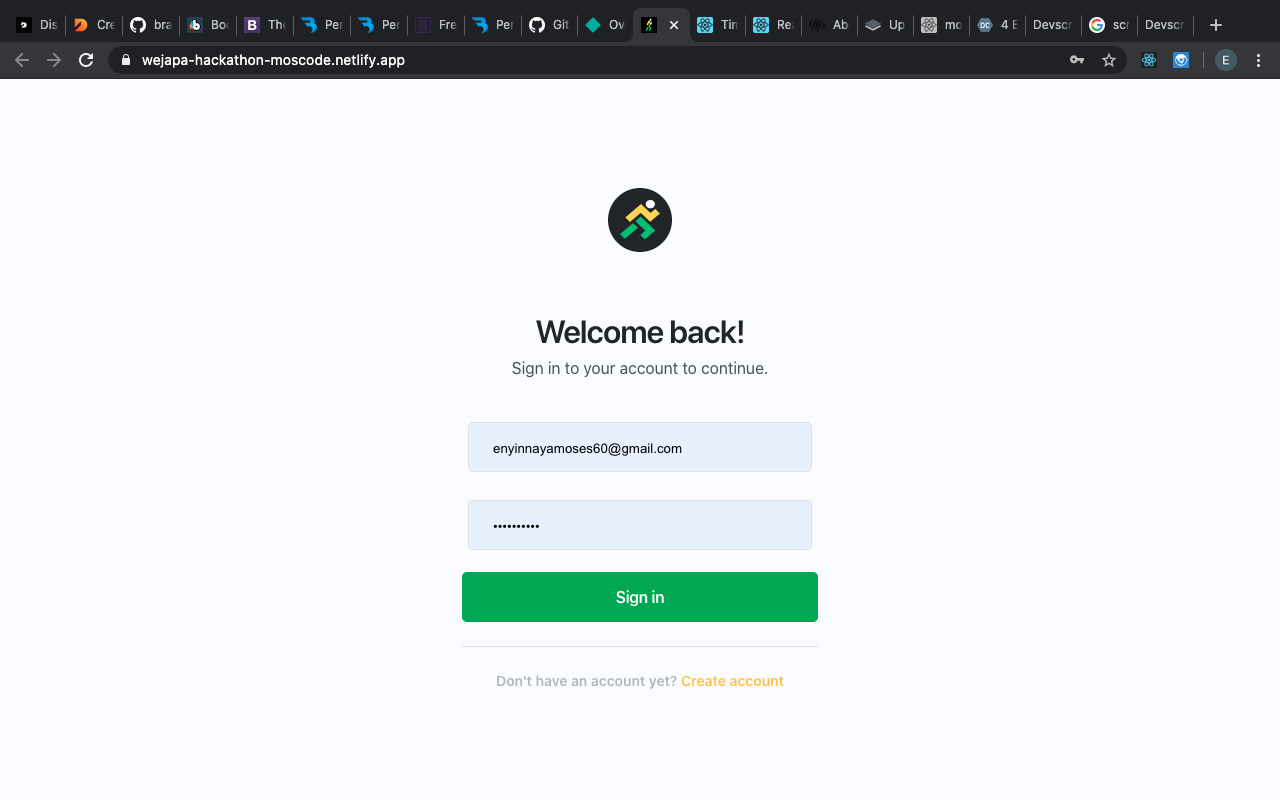 Dis Cre bra Boo The Per Per Fre Per Git Ov Tin Rea Ab Up mo 4 E Devscr scr Devscr
wejapa-hackathon-moscode.netlify.app E
Welcome back!
Sign in to your account to continue.
enyinnayamoses60@gmail.com
••••••••••
Sign in
Don't have an account yet? Create account